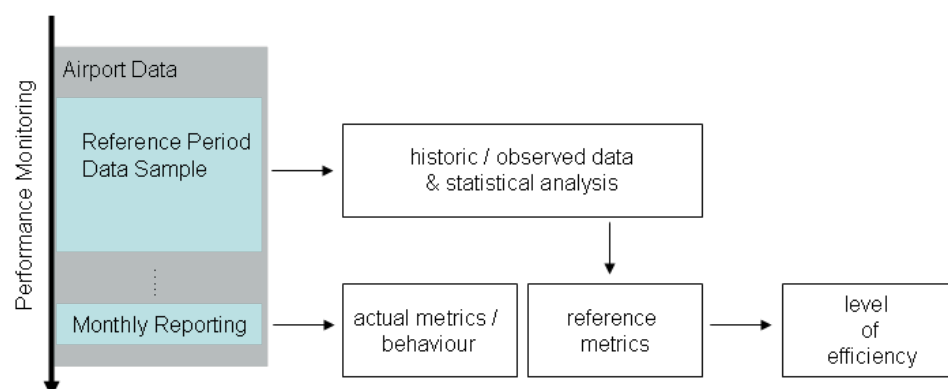 Performance Monitoring
Airport Data
Reference Period
Data Sample
historic / observed data
& statistical analysis
Monthly Reporting
actual metrics /
behaviour
reference
metrics
level
of
efficiency